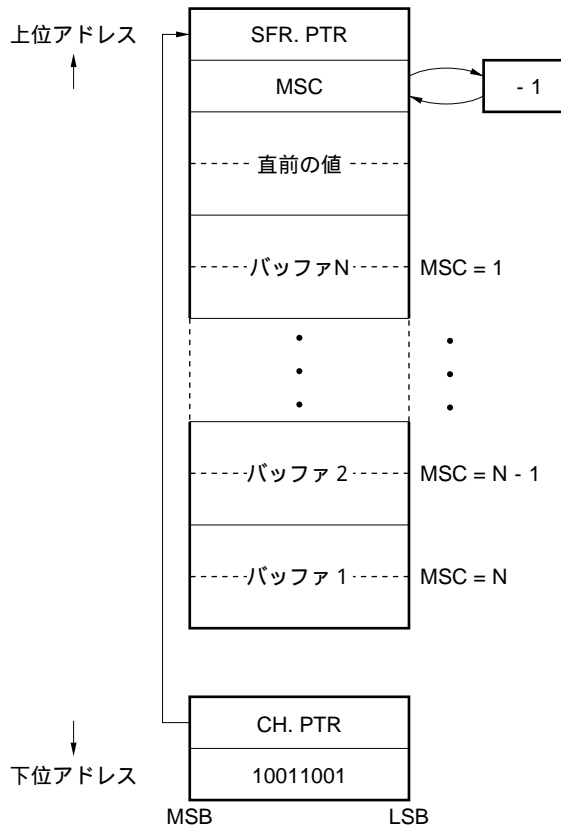 上位アドレス
SFR. PTR
MSC
- 1
直前の値
バッファN
MSC = 1
バッファ 2
MSC = N - 1
バッファ 1
MSC = N
CH. PTR
下位アドレス
10011001
MSB
LSB